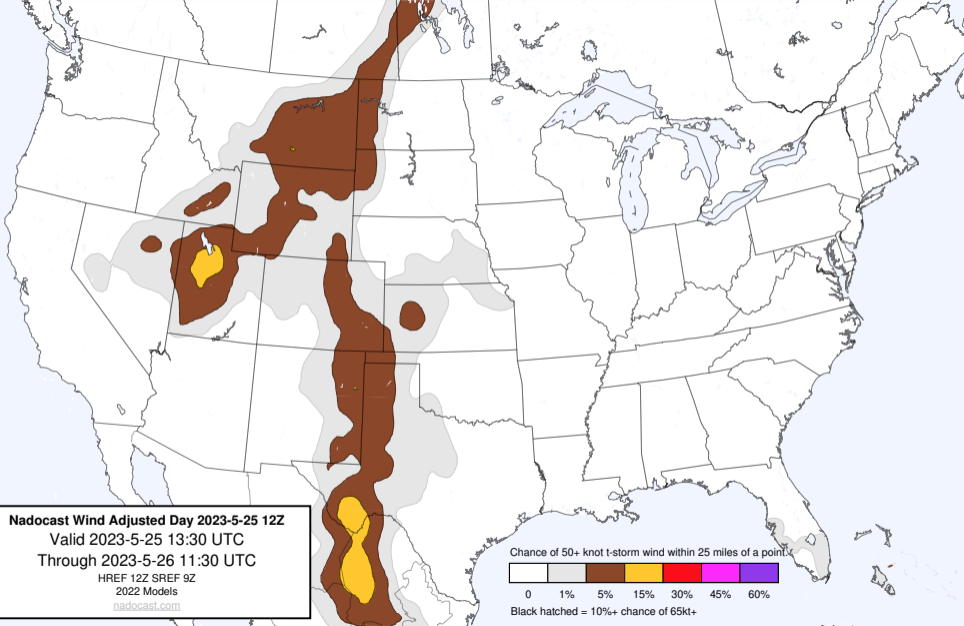 Nadocast Wind Adjusted Day 2023-5-25 12Z
Valid 2023-5-25 13:30 UTC
Through 2023-5-26 11:30 UTC
HREF 12Z SREF 9Z
2022 Models
nadocast.com
Chance of 50+ knot t-storm wind within 25 miles of a point.
0 1% 5% 15% 30% 45% 60%
Black hatched = 10%+ chance of 65kt+